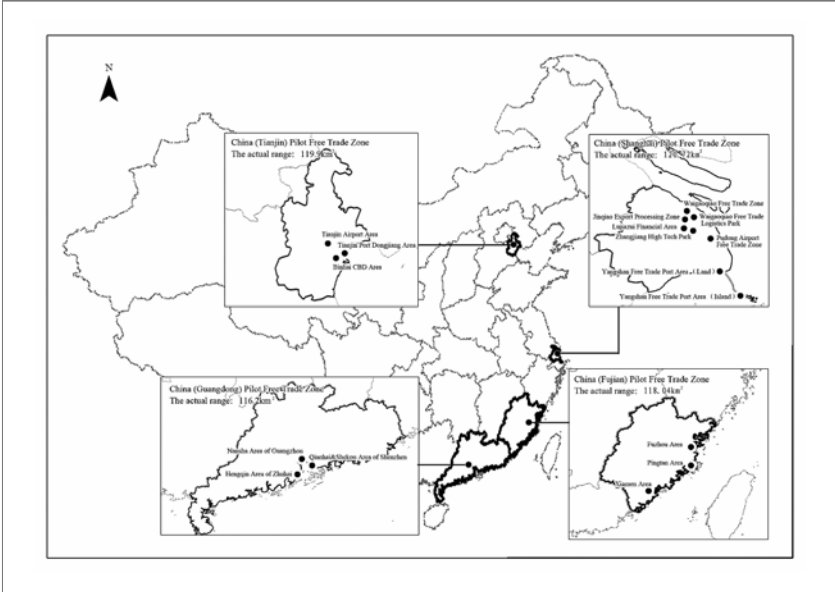 N
China (Tianjin) Pilot Free Trade Zone
The actual range: 119.9km²
Tianjin Airport Area
Tianjin Port Dongjiang Area
Binhai CBD Area
China (Shanghai) Pilot Free Trade Zone
The actual range: 120.72km²
Waigaoqiao Free Trade Zone
Jinqiao Export Processing Zone
Waigaoqiao Free Trade
Logistics Park
Lujiazui Financial Area
Zhangjiang High Tech Park
Pudong Airport
Free Trade Zone
Yangshan Free Trade Port Area (Land)
Yangshan Free Trade Port Area (Island)
China (Guangdong) Pilot Free Trade Zone
The actual range: 116.2km²
Nansha Area of Guangzhou
Qianhai&Shekou Area of Shenzhen
Hengqin Area of Zhuhai
China (Fujian) Pilot Free Trade Zone
The actual range: 118.04km²
Fuzhou Area
Pingtan Area
Xiamen Area